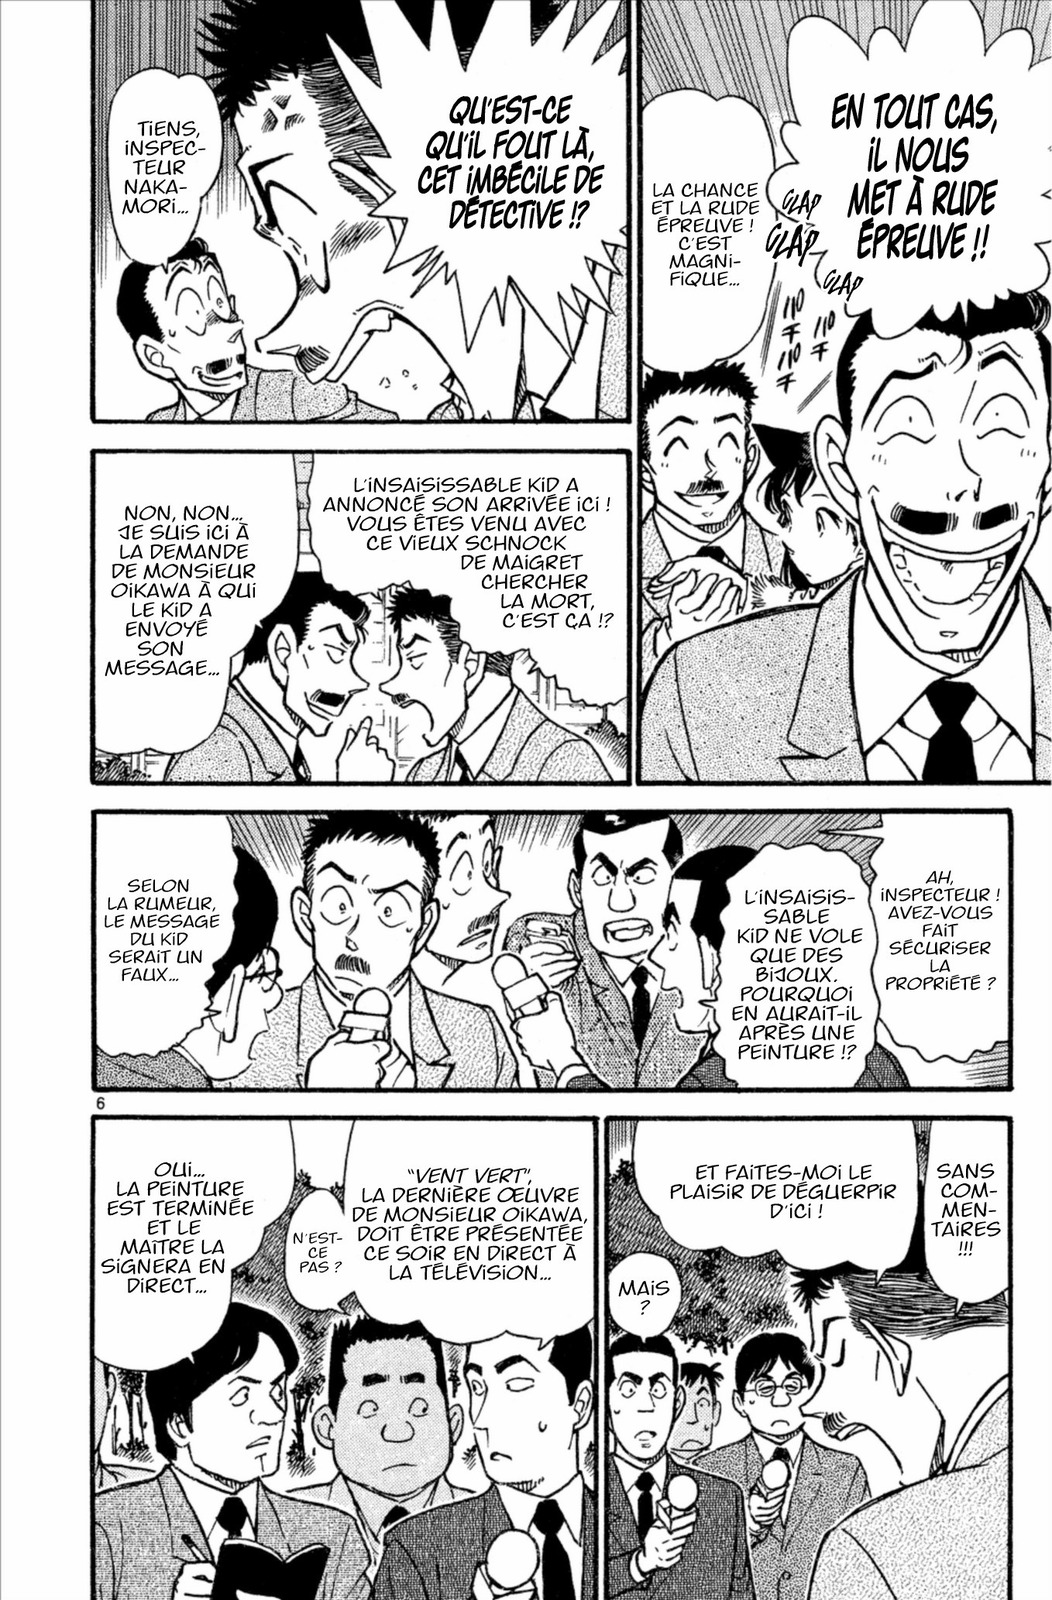 EN TOUT CAS,
iL NOUS
MET À RUDE
ÉPREUVE !!
GLAP
GLAP
GLAP
LA CHANCE
ET LA RUDE
ÉPREUVE !
C'EST
MAGNI-
FIQUE...
QU'EST-CE
QU'iL FOUT LÀ,
CET iMBÉCiLE DE
DÉTECTiVE !?
TiENS,
iNSPEC-
TEUR
NAKA-
MORi...
L'iNSAiSiSSABLE KiD A
ANNONCÉ SON ARRiVÉE iCi !
VOUS ÊTES VENU AVEC
CE ViEUX SCHNOCK
DE MAiGRET
CHERCHER
LA MORT,
C'EST ÇA !?
NON, NON...
JE SUiS iCi À
LA DEMANDE
DE MONSiEUR
OiKAWA À QUi
LE KiD A
ENVOYÉ
SON
MESSAGE...
AH,
iNSPECTEUR !
AVEZ-VOUS
FAiT
SÉCURiSER
LA
PROPRiÉTÉ ?
L'iNSAiSiS-
SABLE
KiD NE VOLE
QUE DES
BiJOUX.
POURQUOi
EN AURAiT-iL
APRÈS UNE
PEiNTURE !?
SELON
LA RUMEUR,
LE MESSAGE
DU KiD
SERAiT UN
FAUX...
6
SANS
COM-
MEN-
TAiRES
!!!
ET FAiTES-MOi LE
PLAiSiR DE DÉGUERPiR
D'iCi !
MAiS
?
"VENT VERT",
LA DERNiÈRE ŒUVRE
DE MONSiEUR OiKAWA,
DOiT ÊTRE PRÉSENTÉE
CE SOiR EN DiRECT À
LA TÉLÉViSiON...
N'EST-
CE
PAS ?
OUi...
LA PEiNTURE
EST TERMiNÉE
ET LE
MAÎTRE LA
SiGNERA EN
DiRECT...